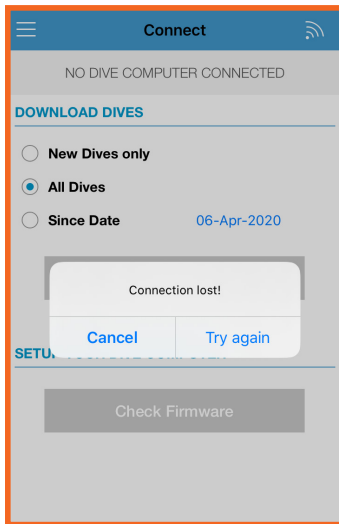 Connect
NO DIVE COMPUTER CONNECTED
DOWNLOAD DIVES
New Dives only
All Dives
Since Date 06-Apr-2020
Connection lost!
Cancel Try again
Check Firmware